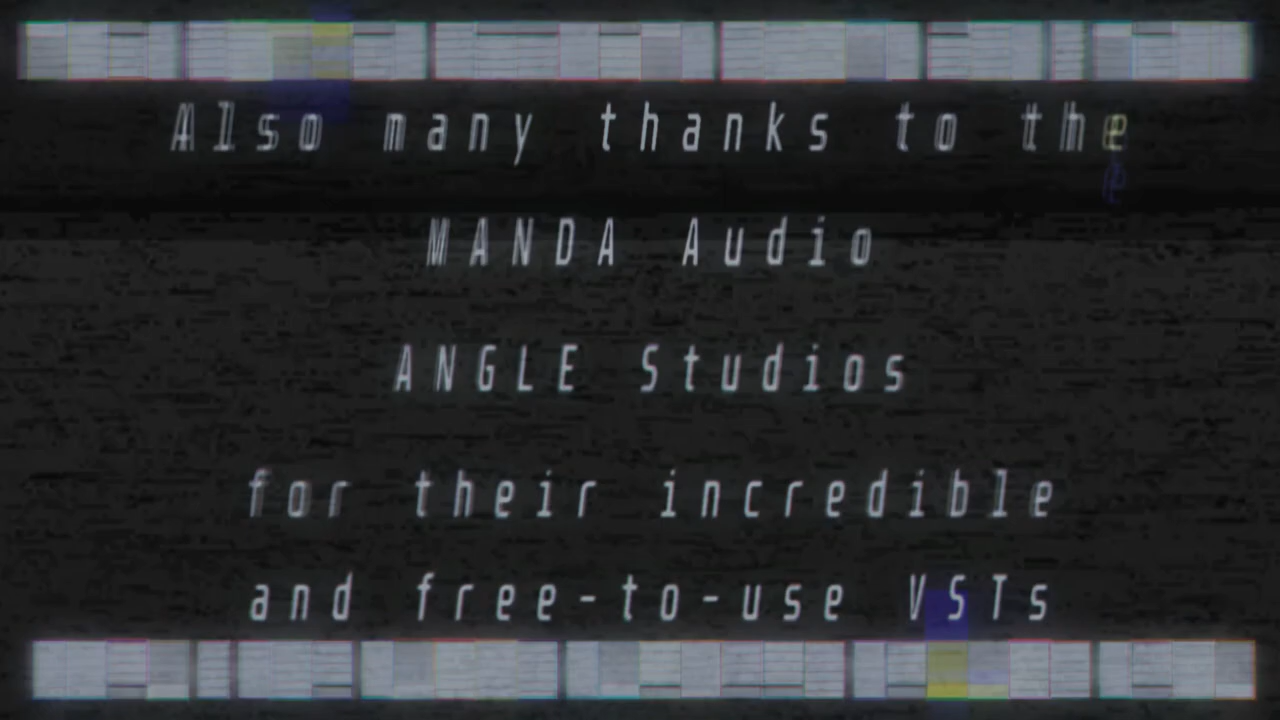 Also many thanks to the
MANDA Audio
ANGLE Studios
for their incredible
and free-to-use VSTs